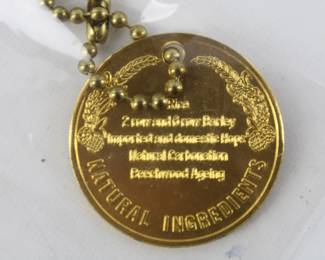 Rice
2 row and 6 row Barley
Imported and domestic Hops
Natural Carbonation
Beechwood Ageing
NATURAL INGREDIENTS